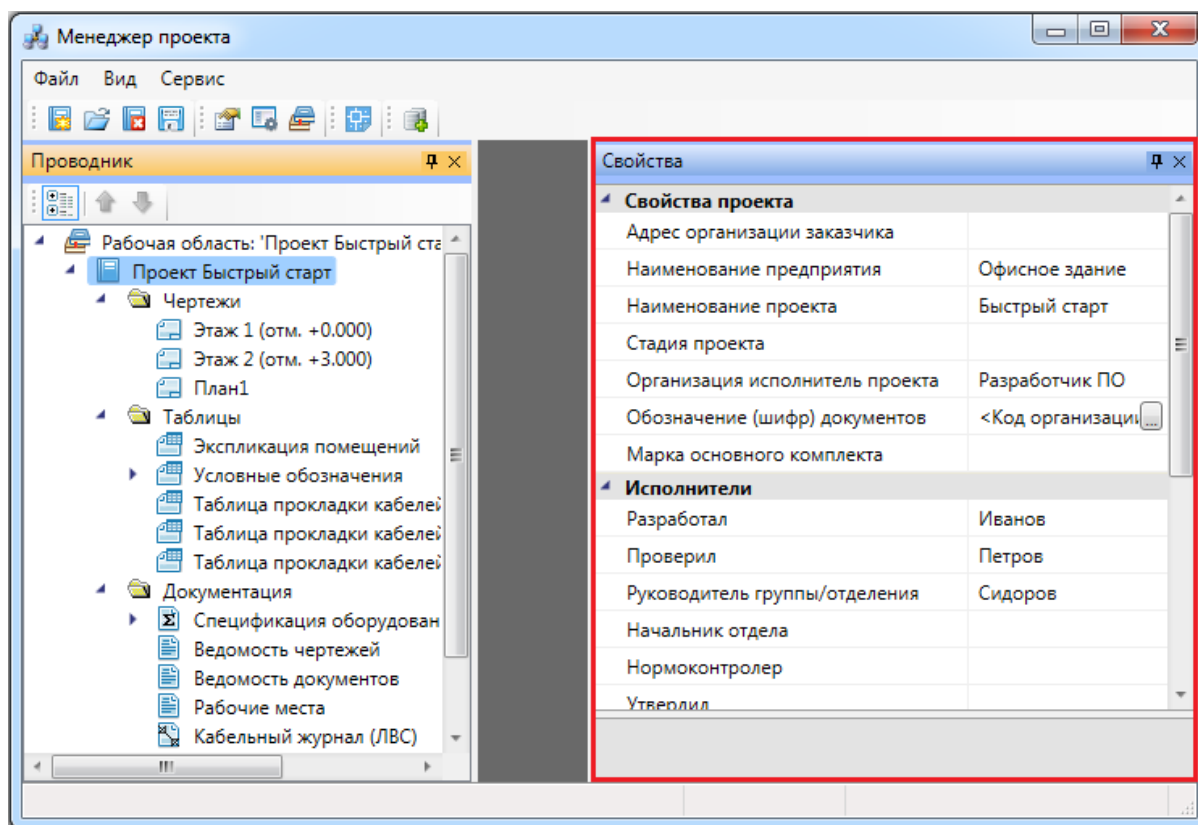 Менеджер проекта
Файл Вид Сервис
Проводник
Рабочая область: 'Проект Быстрый ста
Проект Быстрый старт
Чертежи
Этаж 1 (отм. +0.000)
Этаж 2 (отм. +3.000)
План1
Таблицы
Экспликация помещений
Условные обозначения
Таблица прокладки кабелей
Таблица прокладки кабелей
Таблица прокладки кабелей
Документация
Спецификация оборудован
Ведомость чертежей
Ведомость документов
Рабочие места
Кабельный журнал (ЛВС)
Свойства
Свойства проекта
Адрес организации заказчика
Наименование предприятия Офисное здание
Наименование проекта Быстрый старт
Стадия проекта
Организация исполнитель проекта Разработчик ПО
Обозначение (шифр) документов <Код организации ...
Марка основного комплекта
Исполнители
Разработал Иванов
Проверил Петров
Руководитель группы/отделения Сидоров
Начальник отдела
Нормоконтролер
Утвердил